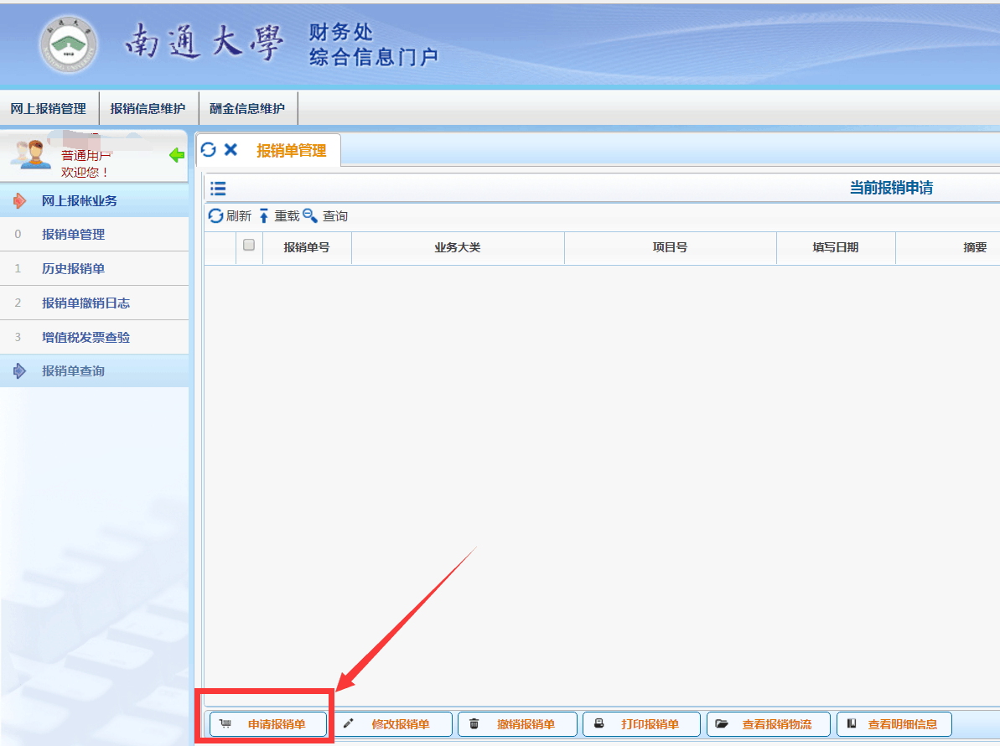 南通大學
财务处
综合信息门户
网上报销管理 报销信息维护 酬金信息维护
普通用户
欢迎您！
网上报帐业务
0 报销单管理
1 历史报销单
2 报销单撤销日志
3 增值税发票查验
报销单查询
报销单管理
当前报销申请
刷新 重载 查询
报销单号 业务大类 项目号 填写日期 摘要
申请报销单 修改报销单 撤销报销单 打印报销单 查看报销物流 查看明细信息